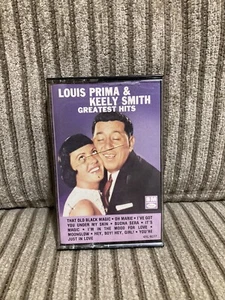 LOUIS PRIMA &
KEELY SMITH
GREATEST HITS
THAT OLD BLACK MAGIC • OH MARIE • I'VE GOT
YOU UNDER MY SKIN • BUONA SERA • IT'S
MAGIC • I'M IN THE MOOD FOR LOVE •
MOONGLOW • HEY, BOY! HEY, GIRL! • YOU'RE
JUST IN LOVE